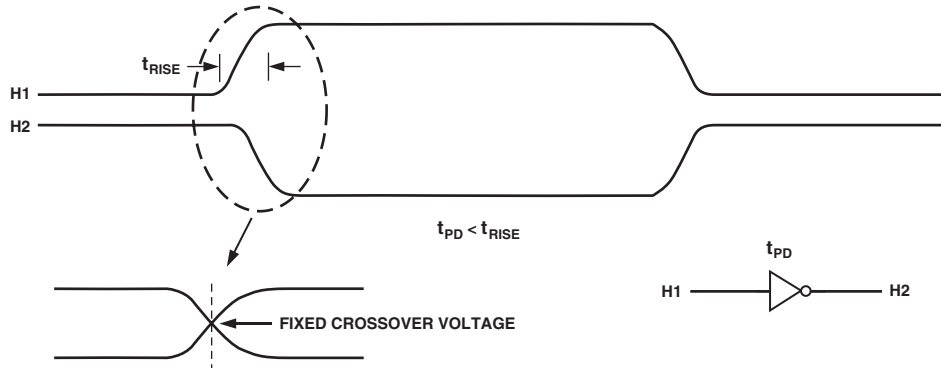 tRISE
H1
H2
tPD < tRISE
tPD
H1
H2
FIXED CROSSOVER VOLTAGE